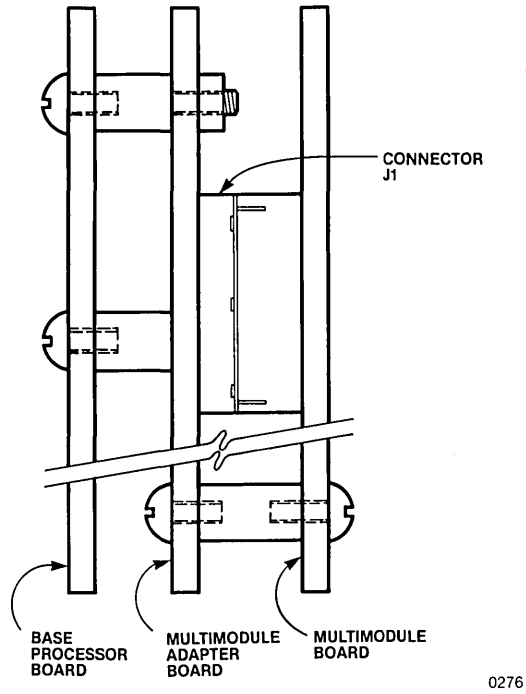 CONNECTOR
J1
BASE
PROCESSOR
BOARD
MULTIMODULE
ADAPTER
BOARD
MULTIMODULE
BOARD
0276